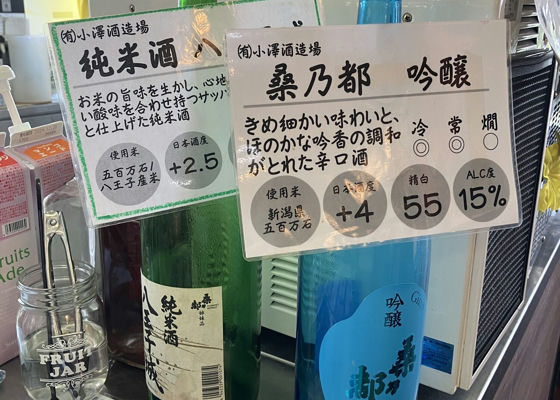 (有)小澤酒造場
純米酒 八
お米の旨味を生かし、心地
い酸味を合わせ持つサッパ
と仕上げた純米酒
使用米
五百万石/
八王子産米
日本酒度
+2.5
(有)小澤酒造場
桑乃都 吟醸
きめ細かい味わいと、
ほのかな吟香の調和
がとれた辛口酒
冷 常 燗
◎ ◎ ○
使用米
新潟県
五百万石
日本酒度
+4
精白
55
ALC度
15%
桑乃都
純米酒
八王子城
吟醸
桑乃都
FRUIT
JAR
ruits
Ade